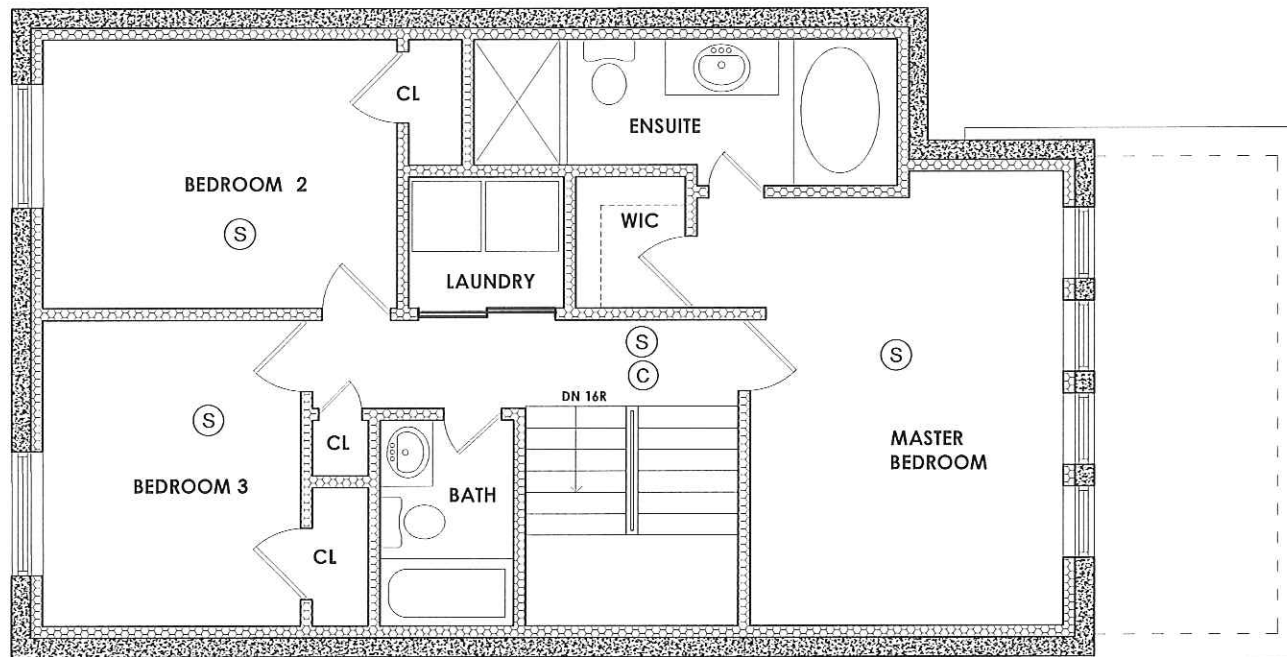 CL
ENSUITE
BEDROOM 2
S
WIC
LAUNDRY
S
C
S
DN 16R
S
CL
MASTER
BEDROOM
BEDROOM 3
BATH
CL